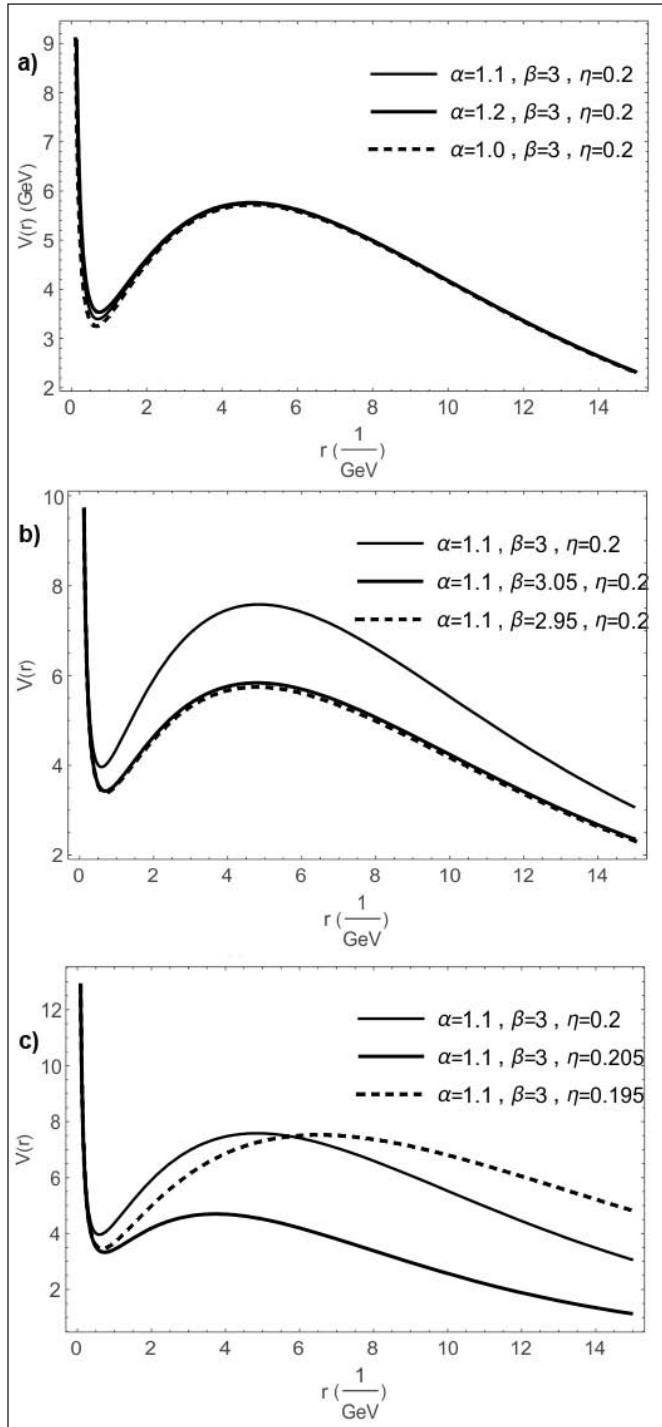 a)
α=1.1 , β=3 , η=0.2
α=1.2 , β=3 , η=0.2
α=1.0 , β=3 , η=0.2
V(r) (GeV)
9
8
7
6
5
4
3
2
0 2 4 6 8 10 12 14
r ( 1/GeV )
b)
α=1.1 , β=3 , η=0.2
α=1.1 , β=3.05 , η=0.2
α=1.1 , β=2.95 , η=0.2
V(r)
10
8
6
4
2
0 2 4 6 8 10 12 14
r ( 1/GeV )
c)
α=1.1 , β=3 , η=0.2
α=1.1 , β=3 , η=0.205
α=1.1 , β=3 , η=0.195
V(r)
12
10
8
6
4
2
0 2 4 6 8 10 12 14
r ( 1/GeV )